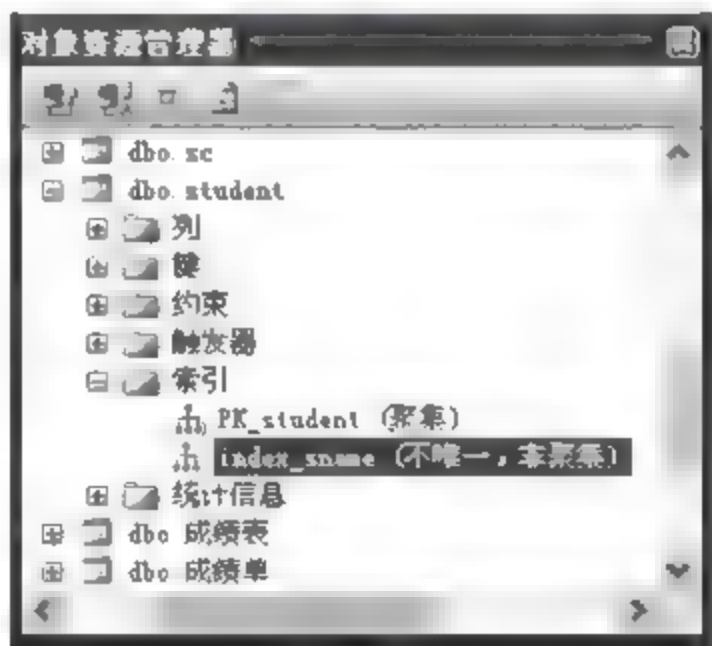 对象资源管理器
dbo.sc
dbo.student
列
键
约束
触发器
索引
PK_student (聚集)
index_sname (不唯一,非聚集)
统计信息
dbo 成绩表
dbo 成绩单